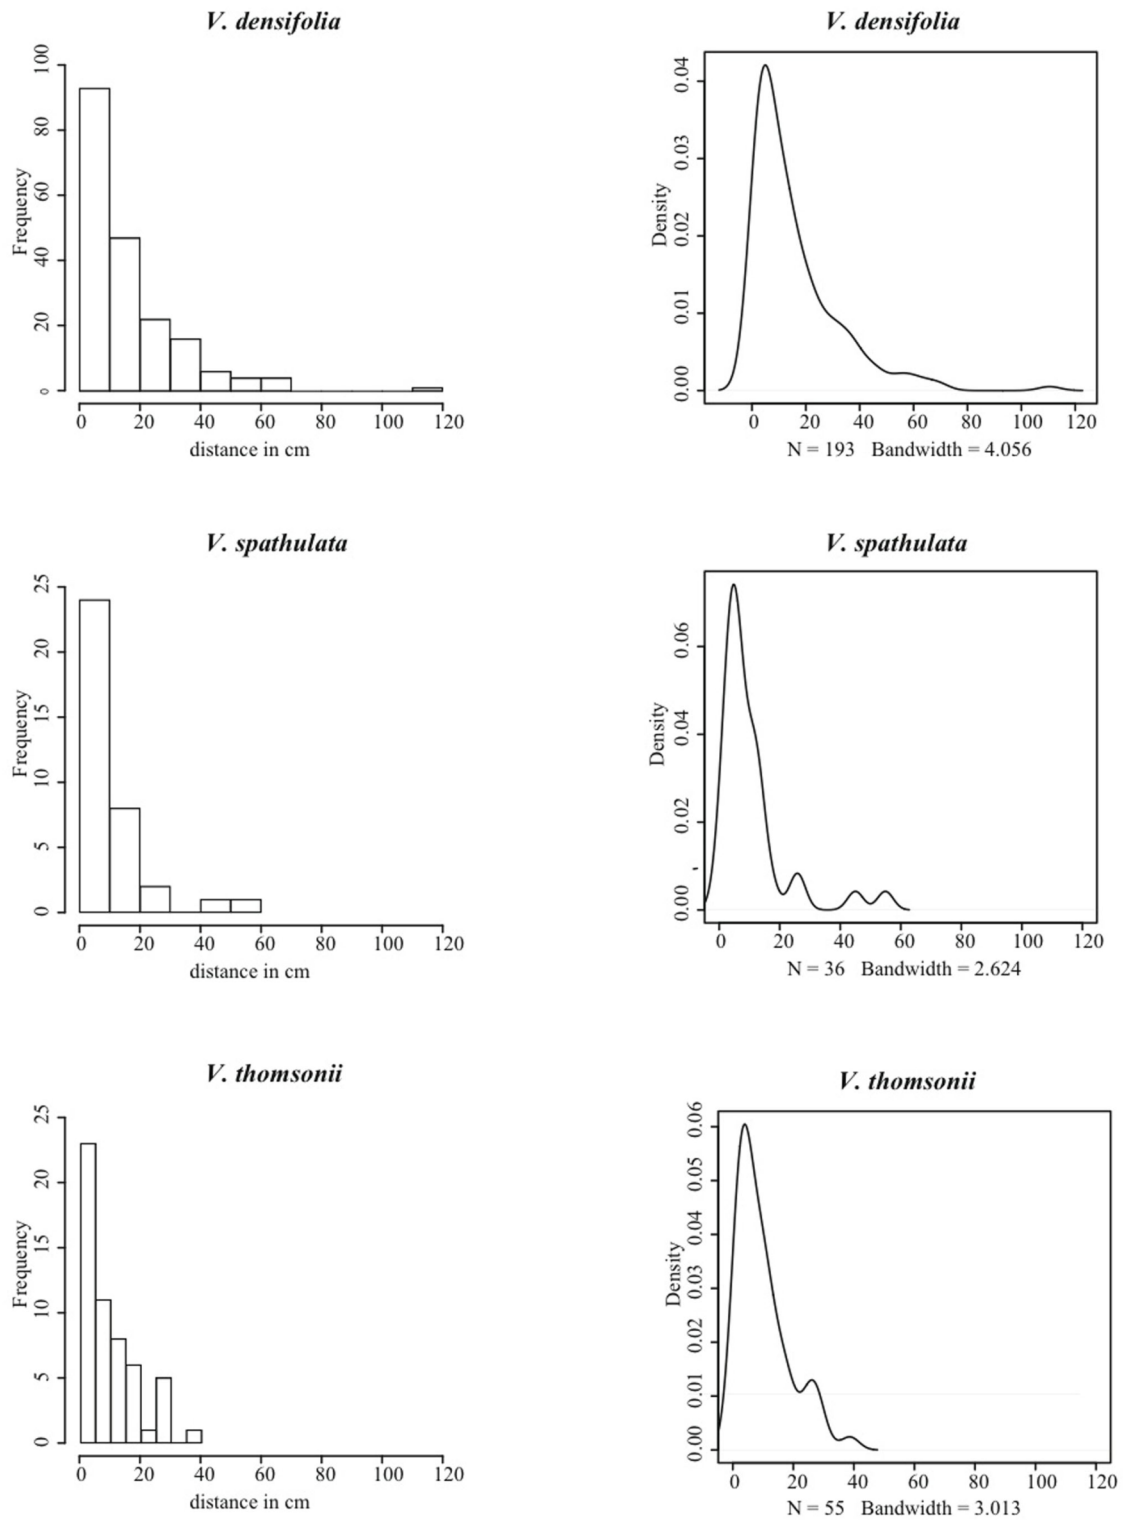 V. densifolia
Frequency
0 20 40 60 80 100
0 20 40 60 80 100 120
distance in cm
V. densifolia
Density
0.00 0.01 0.02 0.03 0.04
0 20 40 60 80 100 120
N = 193 Bandwidth = 4.056
V. spathulata
Frequency
0 5 10 15 20 25
0 20 40 60 80 100 120
distance in cm
V. spathulata
Density
0.00 0.02 0.04 0.06
0 20 40 60 80 100 120
N = 36 Bandwidth = 2.624
V. thomsonii
Frequency
0 5 10 15 20 25
0 20 40 60 80 100 120
distance in cm
V. thomsonii
Density
0.00 0.01 0.02 0.03 0.04 0.05 0.06
0 20 40 60 80 100 120
N = 55 Bandwidth = 3.013